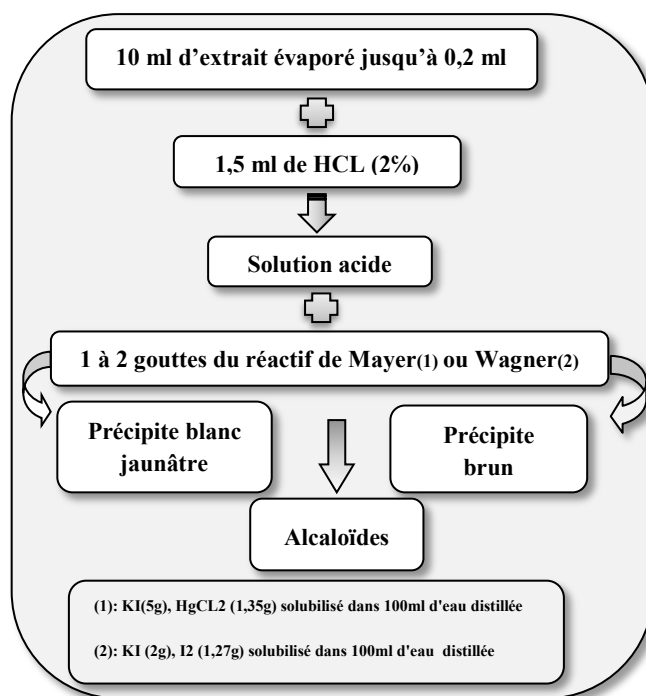 10 ml d’extrait évaporé jusqu’à 0,2 ml
1,5 ml de HCL (2%)
Solution acide
1 à 2 gouttes du réactif de Mayer(1) ou Wagner(2)
Précipite blanc
jaunâtre
Précipite
brun
Alcaloïdes
(1): KI(5g), HgCL2 (1,35g) solubilisé dans 100ml d'eau distillée
(2): KI (2g), I2 (1,27g) solubilisé dans 100ml d'eau distillée